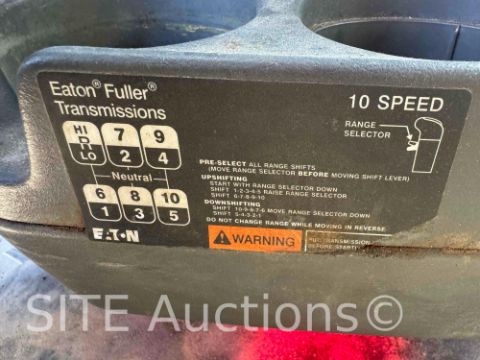 Eaton® Fuller®
Transmissions
10 SPEED
RANGE
SELECTOR
HI 7 9
R
LO 2 4
Neutral
6 8 10
1 3 5
EATON
PRE-SELECT ALL RANGE SHIFTS
(MOVE RANGE SELECTOR BEFORE MOVING SHIFT LEVER)
UPSHIFTING
START WITH RANGE SELECTOR DOWN
SHIFT 1-2-3-4-5 RAISE RANGE SELECTOR
SHIFT 6-7-8-9-10
DOWNSHIFTING
SHIFT 10-9-8-7-6 MOVE RANGE SELECTOR DOWN
SHIFT 5-4-3-2-1
DO NOT CHANGE RANGE WHILE MOVING IN REVERSE
WARNING
TRANSMISSION
BEFORE START
SITE Auctions©